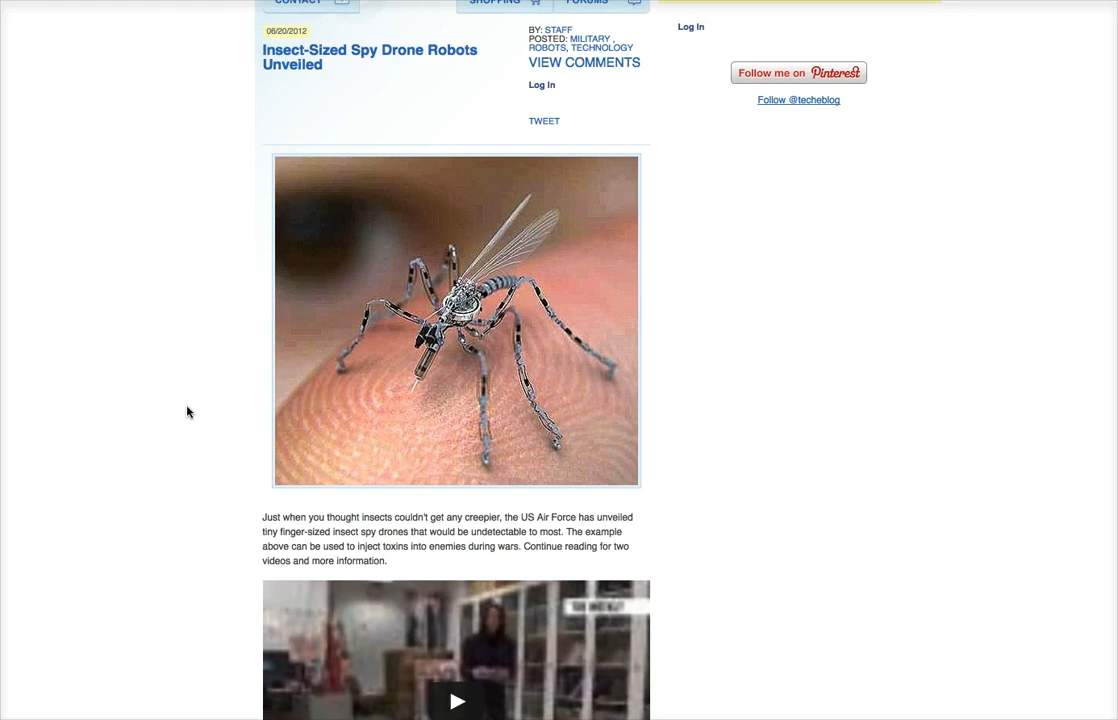 CONTACT
SHOPPING
FORUMS
06/20/2012
Insect-Sized Spy Drone Robots
Unveiled
BY: STAFF
POSTED: MILITARY ,
ROBOTS, TECHNOLOGY
VIEW COMMENTS
Log In
TWEET
Log In
Follow me on Pinterest
Follow @techeblog
Just when you thought insects couldn't get any creepier, the US Air Force has unveiled
tiny finger-sized insect spy drones that would be undetectable to most. The example
above can be used to inject toxins into enemies during wars. Continue reading for two
videos and more information.